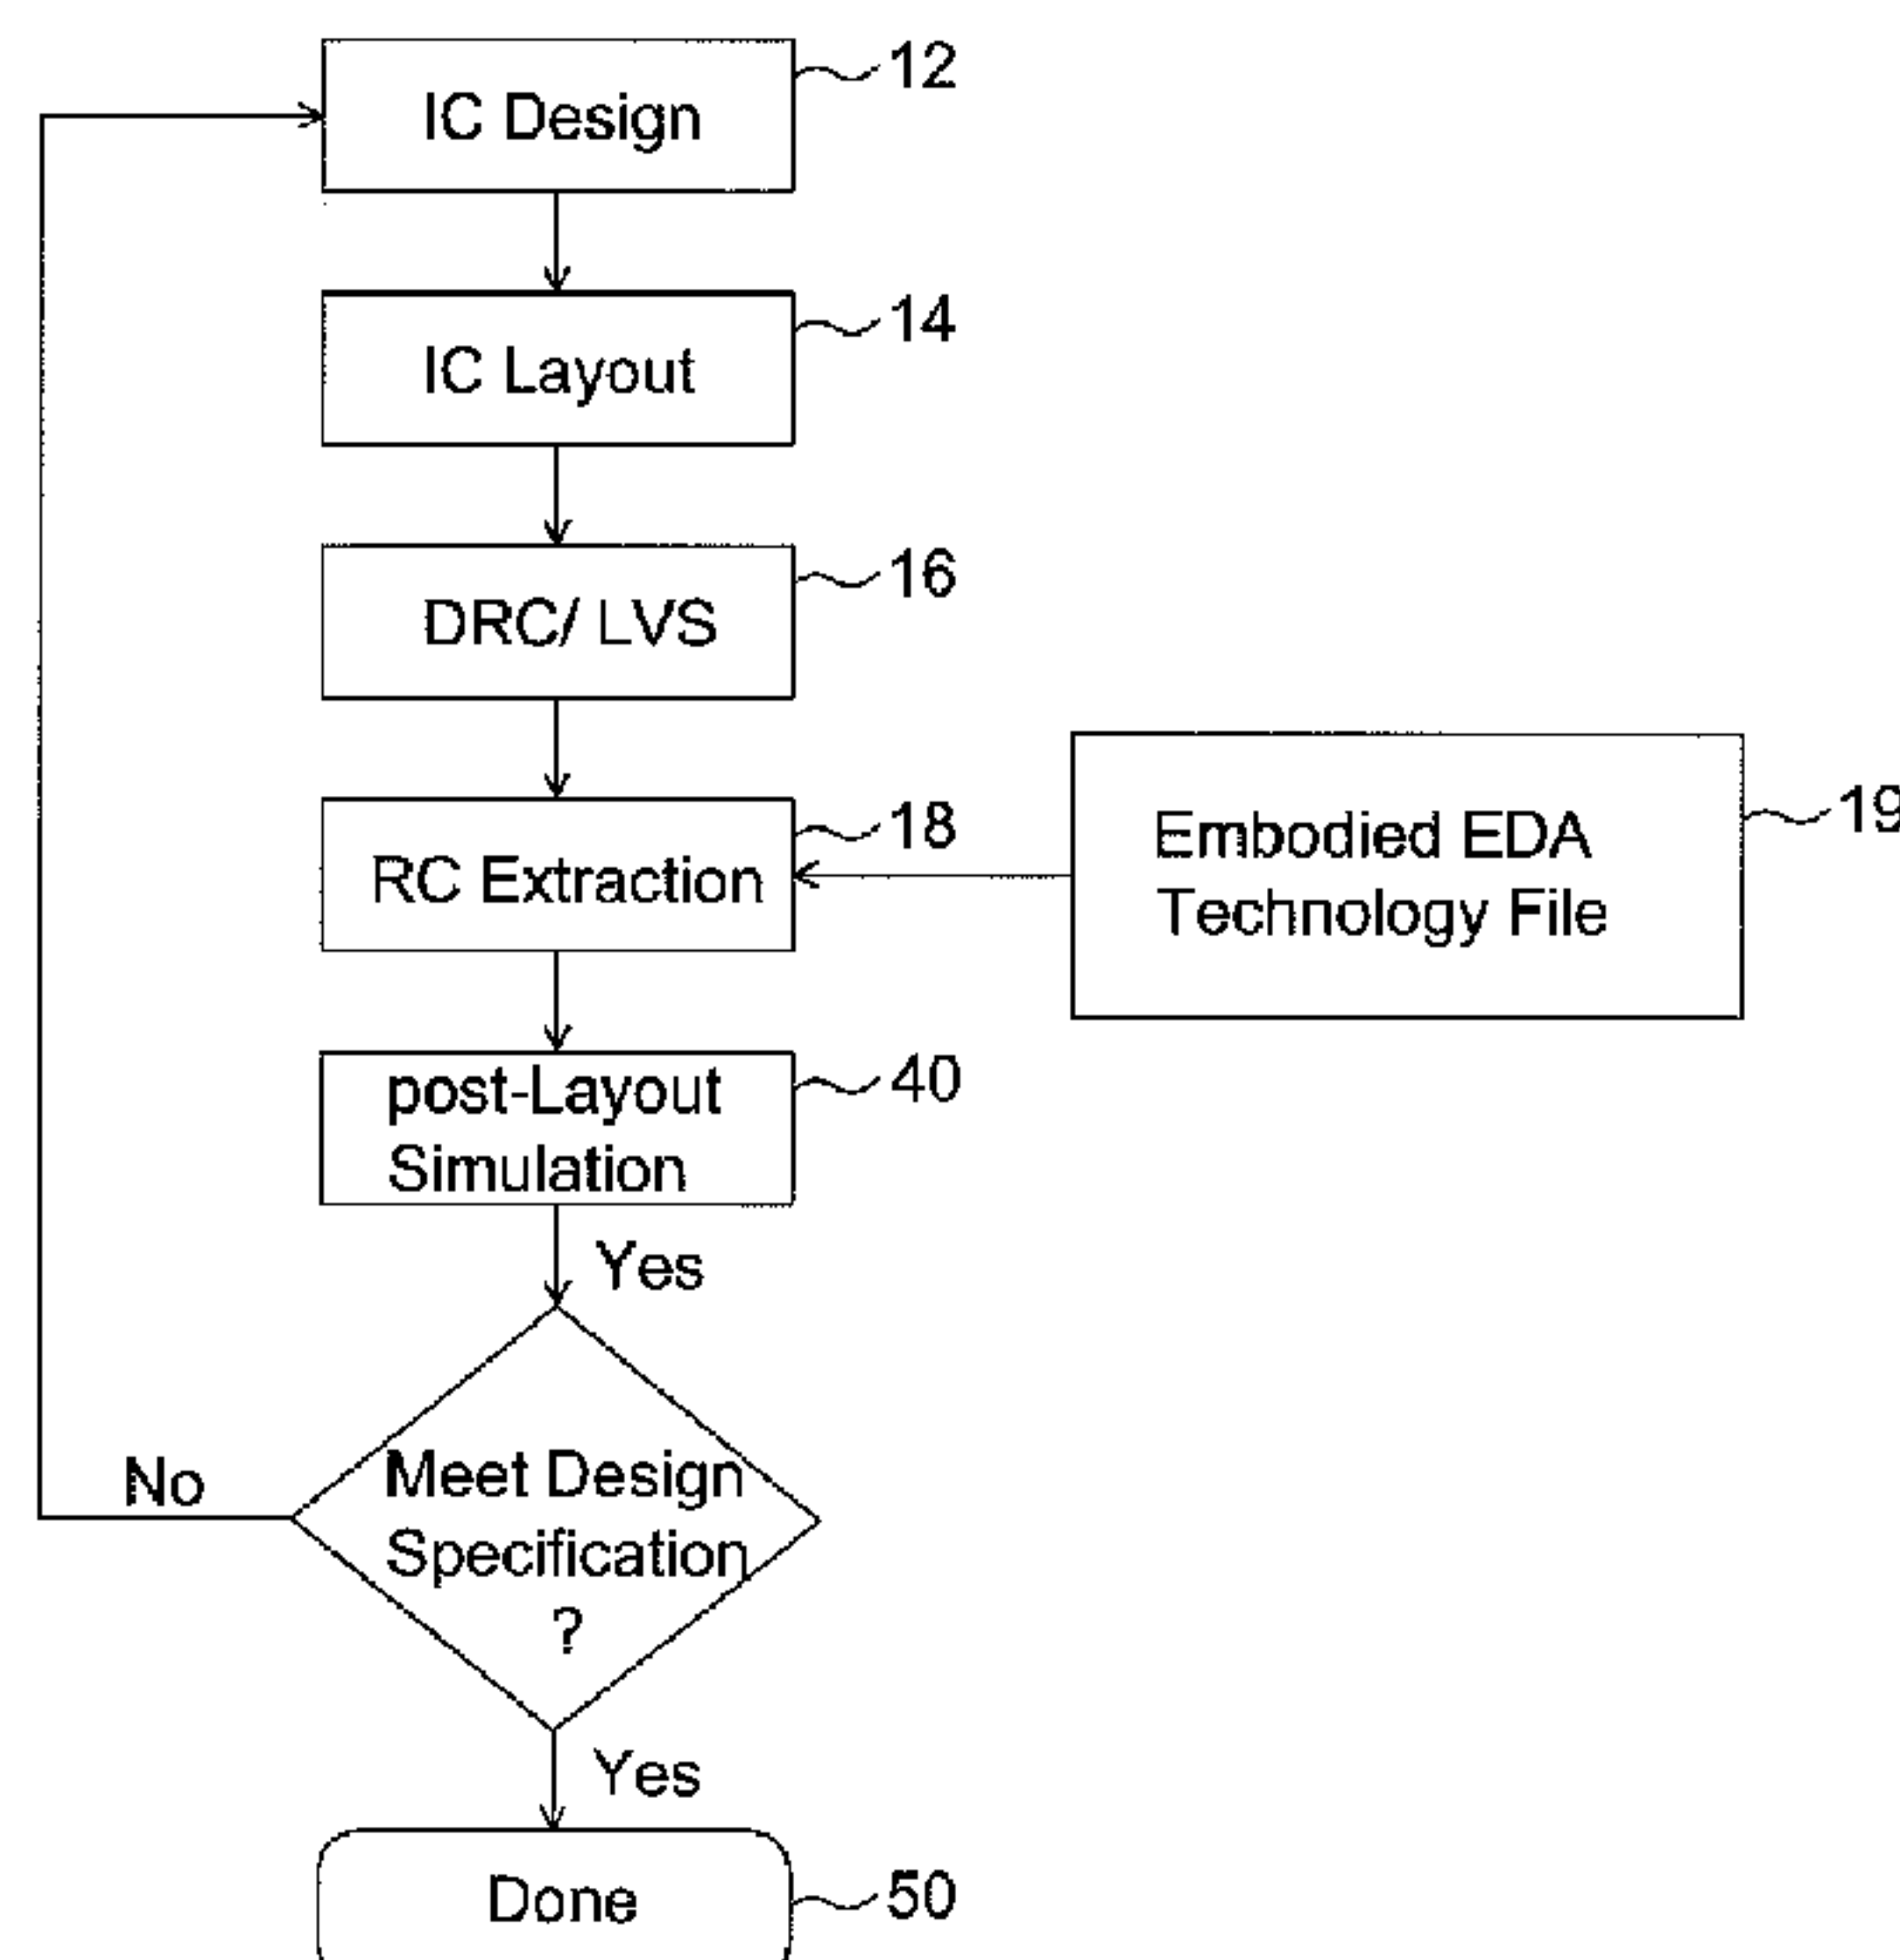 IC Design
12
IC Layout
14
DRC/ LVS
16
RC Extraction
18
Embodied EDA
Technology File
19
post-Layout
Simulation
40
Yes
Meet Design
Specification
?
No
Yes
Done
50